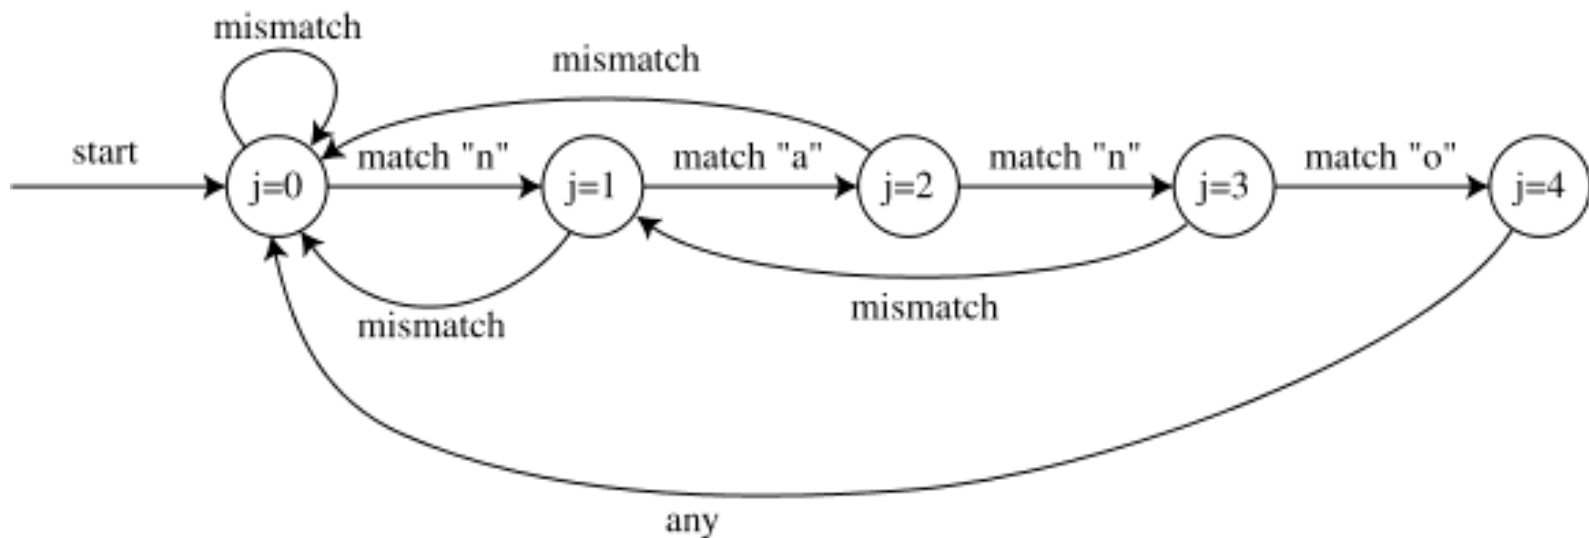 mismatch
mismatch
start
match "n"
match "a"
match "n"
match "o"
j=0
j=1
j=2
j=3
j=4
mismatch
mismatch
any